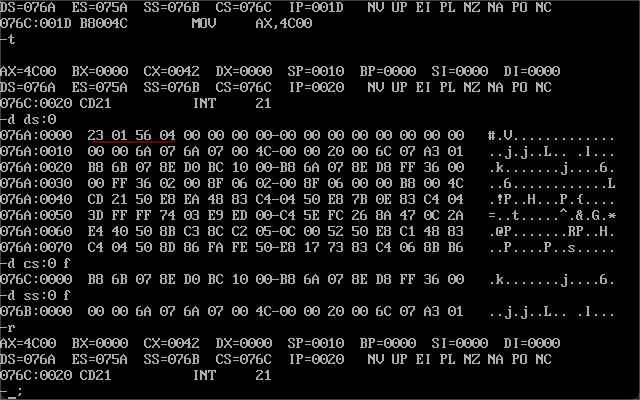 DS=076A  ES=075A  SS=076B  CS=076C  IP=001D   NV UP EI PL NZ NA PO NC
076C:001D B8004C        MOV     AX,4C00
-t

AX=4C00  BX=0000  CX=0042  DX=0000  SP=0010  BP=0000  SI=0000  DI=0000
DS=076A  ES=075A  SS=076B  CS=076C  IP=0020   NV UP EI PL NZ NA PO NC
076C:0020 CD21          INT     21
-d ds:0
076A:0000  23 01 56 04 00 00 00 00-00 00 00 00 00 00 00 00   #.V.............
076A:0010  00 00 6A 07 6A 07 00 4C-00 00 20 00 6C 07 A3 01   ..j.j..L.. .l...
076A:0020  B8 6B 07 8E D0 BC 10 00-B8 6A 07 8E D8 FF 36 00   .k.......j....6.
076A:0030  00 FF 36 02 00 8F 06 02-00 8F 06 00 00 B8 00 4C   ..6............L
076A:0040  CD 21 50 E8 EA 48 83 C4-04 50 E8 7B 0E 83 C4 04   .!P..H...P.{....
076A:0050  3D FF FF 74 03 E9 ED 00-C4 5E FC 26 8A 47 0C 2A   =..t.....^.&.G.*
076A:0060  E4 40 50 8B C3 8C C2 05-0C 00 52 50 E8 C1 48 83   .@P.......RP..H.
076A:0070  C4 04 50 8D 86 FA FE 50-E8 17 73 83 C4 06 8B B6   ..P....P..s.....
-d cs:0 f
076C:0000  B8 6B 07 8E D0 BC 10 00-B8 6A 07 8E D8 FF 36 00   .k.......j....6.
-d ss:0 f
076B:0000  00 00 6A 07 6A 07 00 4C-00 00 20 00 6C 07 A3 01   ..j.j..L.. .l...
-r
AX=4C00  BX=0000  CX=0042  DX=0000  SP=0010  BP=0000  SI=0000  DI=0000
DS=076A  ES=075A  SS=076B  CS=076C  IP=0020   NV UP EI PL NZ NA PO NC
076C:0020 CD21          INT     21
-_;